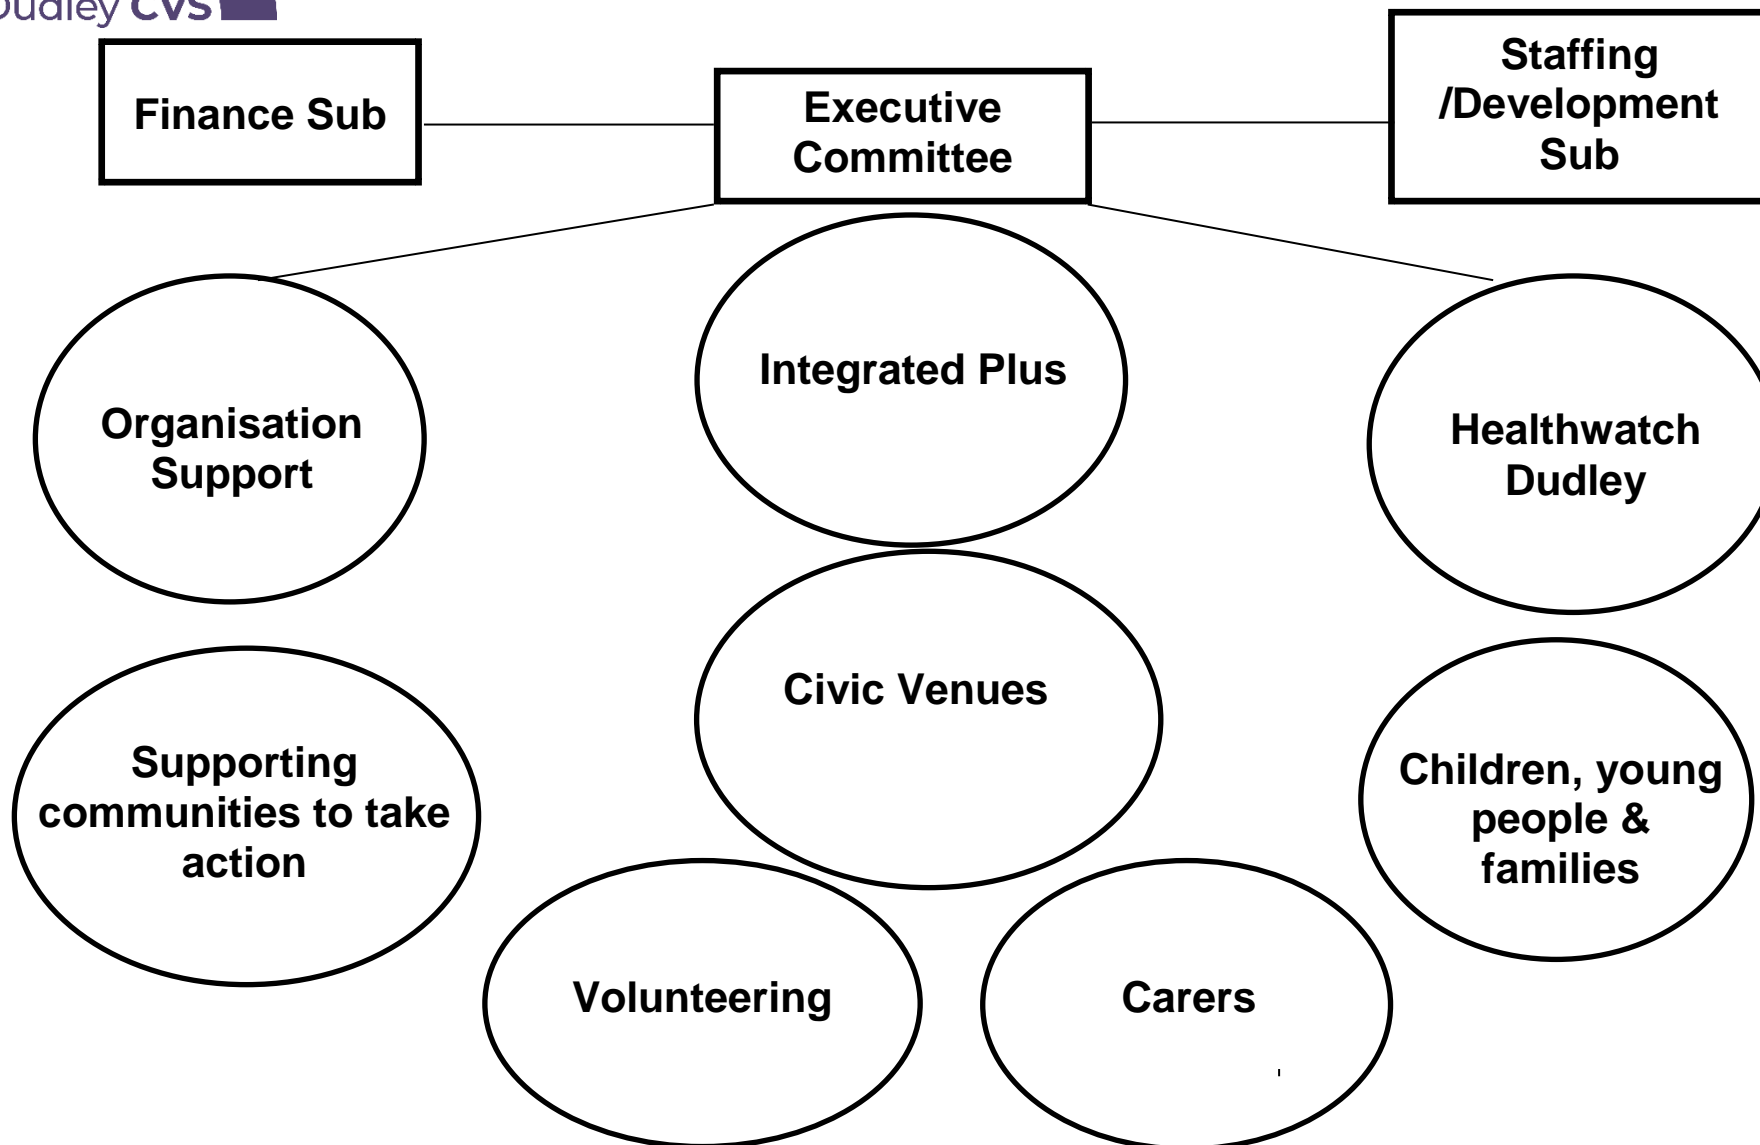 Dudley CVS
Finance Sub
Executive
Committee
Staffing
/Development
Sub
Organisation
Support
Integrated Plus
Healthwatch
Dudley
Civic Venues
Supporting
communities to take
action
Children, young
people &
families
Volunteering
Carers